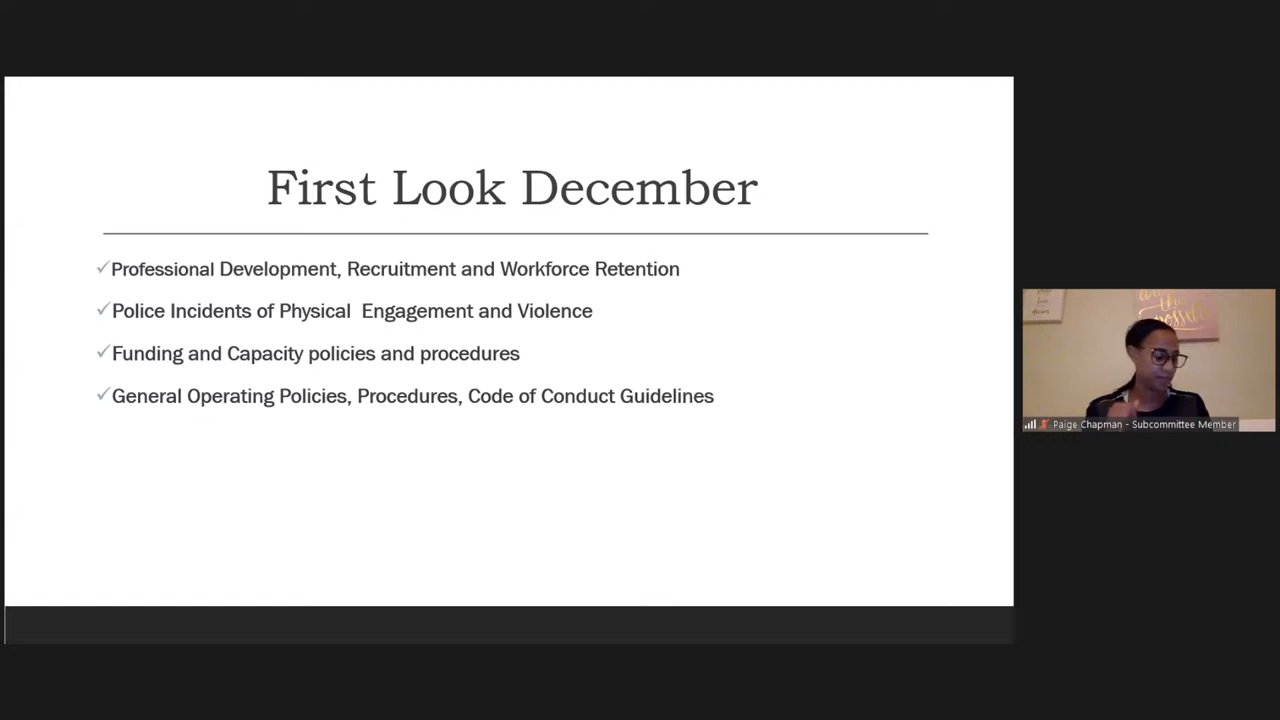 First Look December
✓Professional Development, Recruitment and Workforce Retention
✓Police Incidents of Physical  Engagement and Violence
✓Funding and Capacity policies and procedures
✓General Operating Policies, Procedures, Code of Conduct Guidelines
the
Paige Chapman - Subcommittee Member